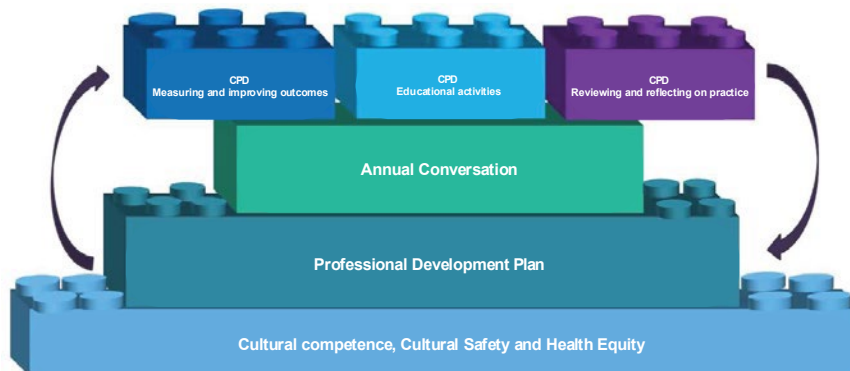 CPD
Measuring and improving outcomes
CPD
Educational activities
CPD
Reviewing and reflecting on practice
Annual Conversation
Professional Development Plan
Cultural competence, Cultural Safety and Health Equity